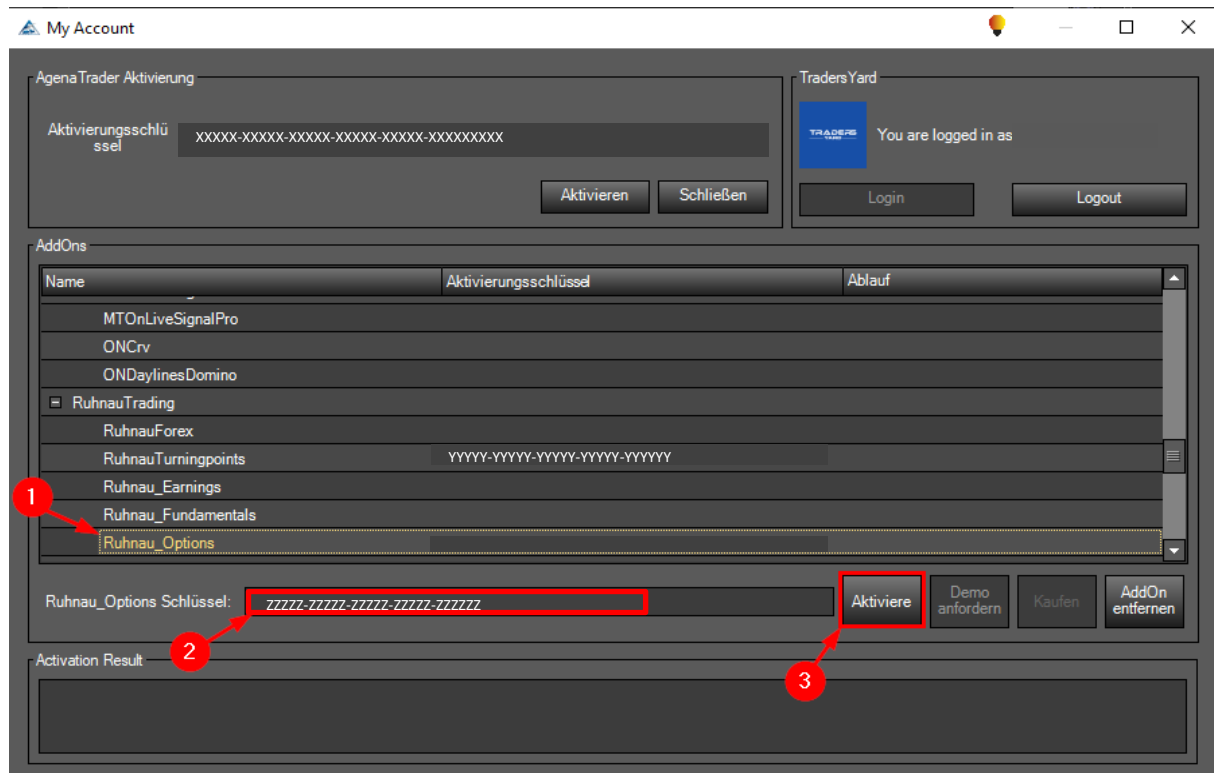 My Account
AgenaTrader Aktivierung
Aktivierungsschlü
ssel
XXXXX-XXXXX-XXXXX-XXXXX-XXXXX-XXXXXXXXX
Aktivieren
Schließen
TradersYard
TRADERS
YARD
You are logged in as
Login
Logout
AddOns
Name
Aktivierungsschlüssel
Ablauf
MTOnLiveSignalPro
ONCrv
ONDaylinesDomino
RuhnauTrading
RuhnauForex
RuhnauTurningpoints
YYYYY-YYYYY-YYYYY-YYYYY-YYYYYY
Ruhnau_Earnings
1
Ruhnau_Fundamentals
Ruhnau_Options
Ruhnau_Options Schlüssel:
ZZZZZ-ZZZZZ-ZZZZZ-ZZZZZ-ZZZZZZ
Aktiviere
Demo
anfordern
Kaufen
AddOn
entfernen
2
3
Activation Result